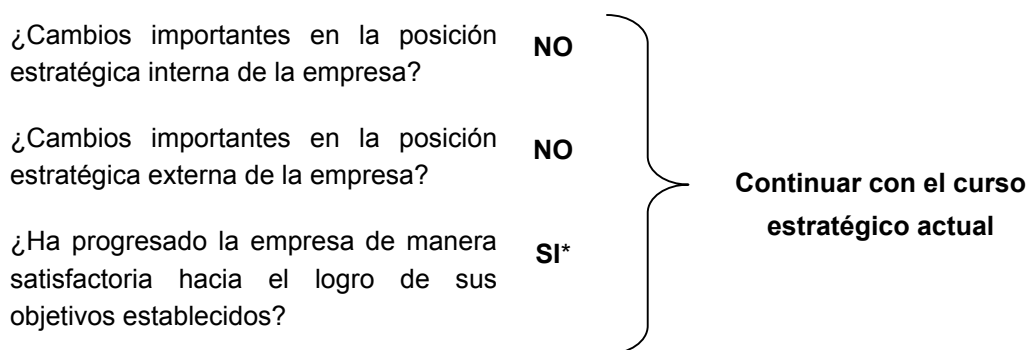 ¿Cambios importantes en la posición
estratégica interna de la empresa?
NO
¿Cambios importantes en la posición
estratégica externa de la empresa?
NO
¿Ha progresado la empresa de manera
satisfactoria hacia el logro de sus
objetivos establecidos?
SI*
Continuar con el curso
estratégico actual